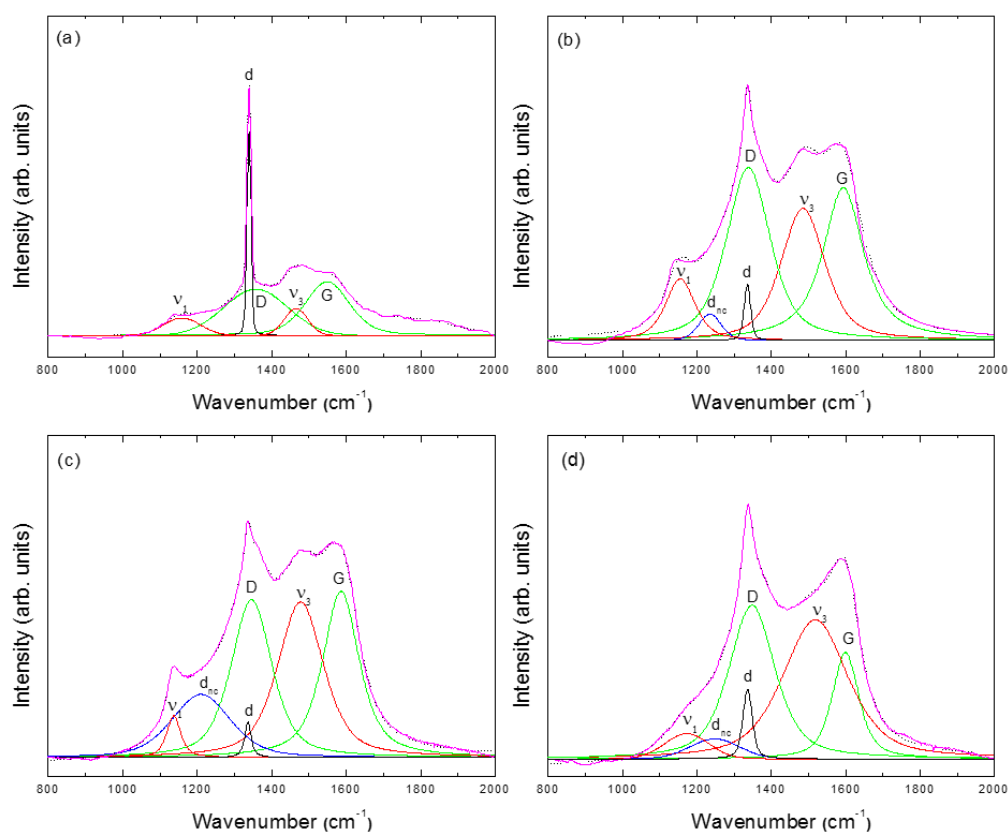 (a)
d
ν1
D
ν3
G
Intensity (arb. units)
800 1000 1200 1400 1600 1800 2000
Wavenumber (cm⁻¹)
(b)
D
G
ν3
ν1
d
dnc
Intensity (arb. units)
800 1000 1200 1400 1600 1800 2000
Wavenumber (cm⁻¹)
(c)
G
D
ν3
dnc
ν1
d
Intensity (arb. units)
800 1000 1200 1400 1600 1800 2000
Wavenumber (cm⁻¹)
(d)
D
ν3
G
d
ν1
dnc
Intensity (arb. units)
800 1000 1200 1400 1600 1800 2000
Wavenumber (cm⁻¹)